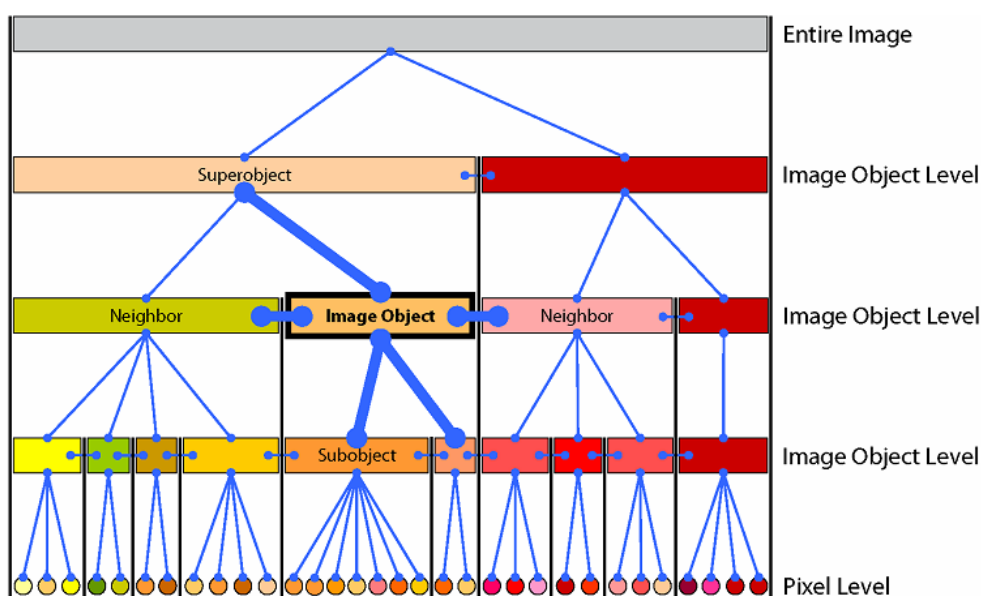 Entire Image
Superobject
Image Object Level
Neighbor
Image Object
Neighbor
Image Object Level
Subobject
Image Object Level
Pixel Level